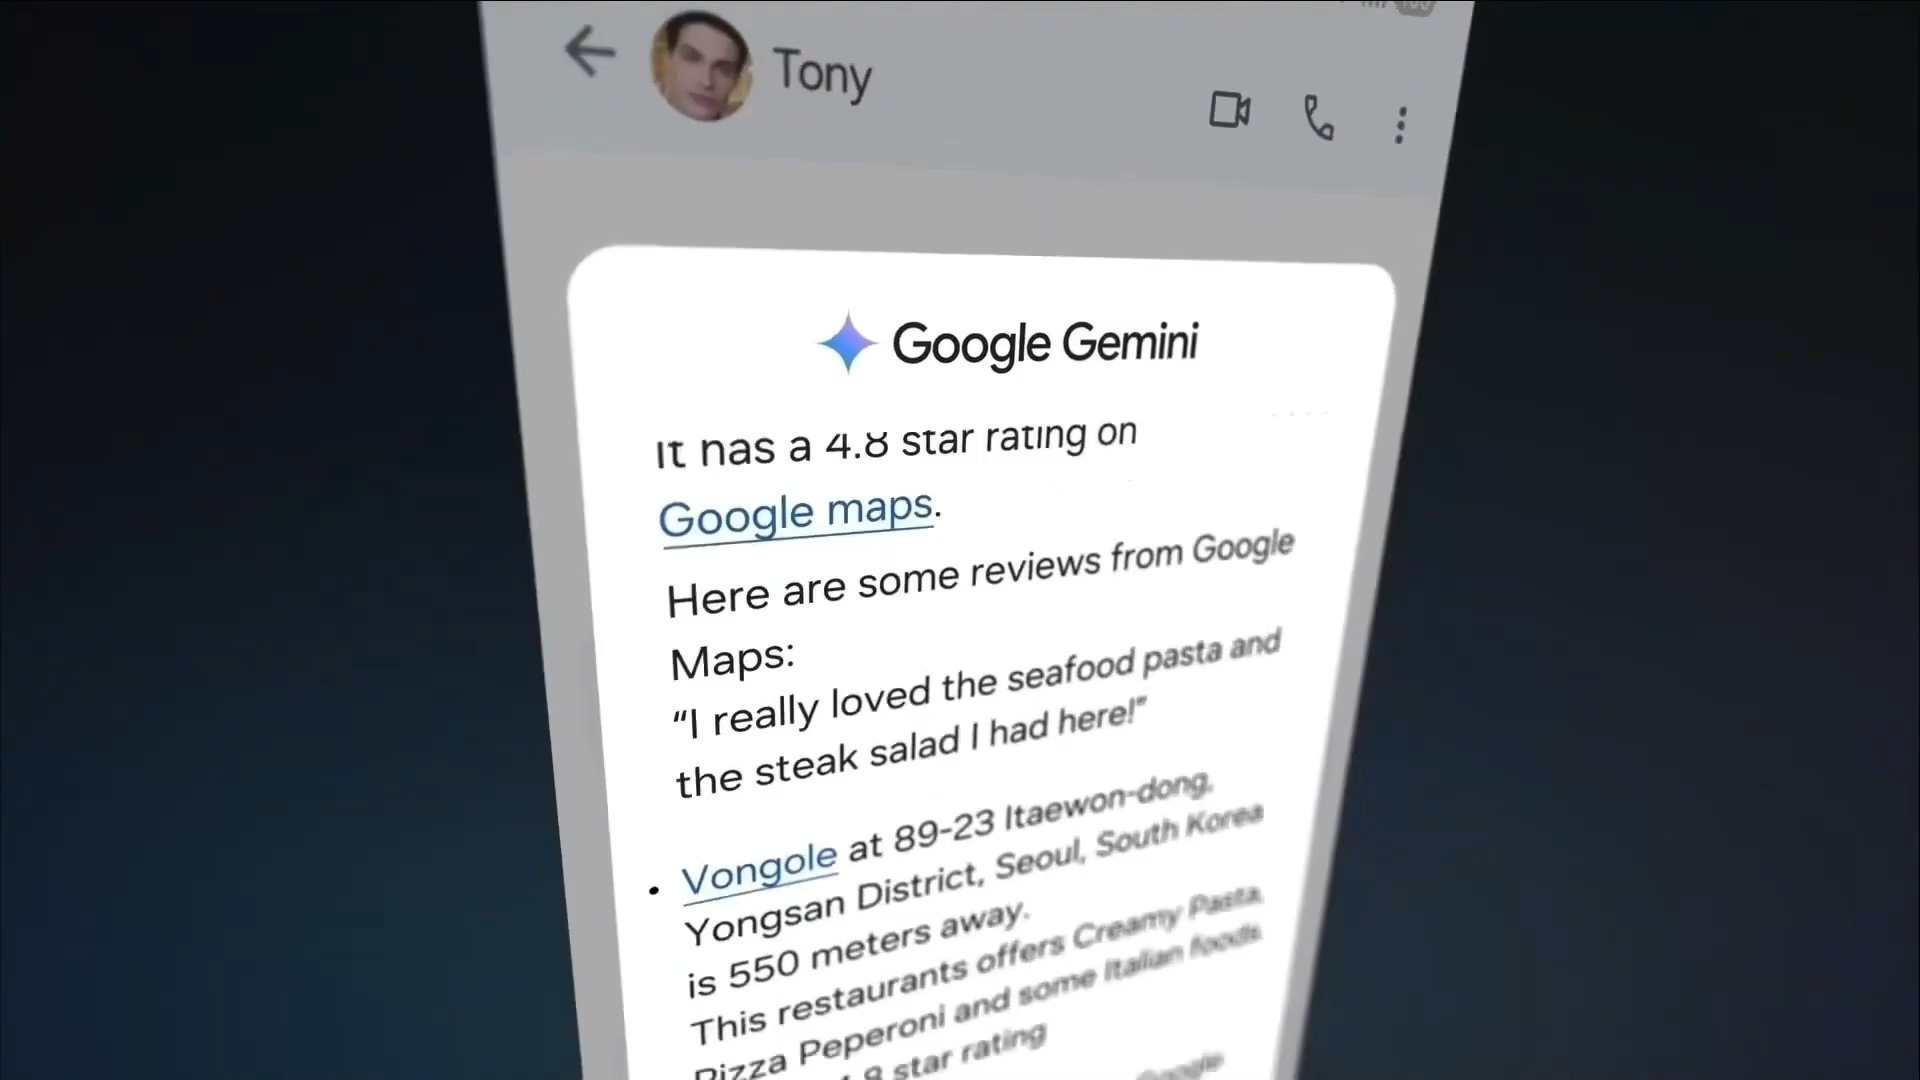 Tony
Google Gemini
It has a 4.8 star rating on
Google maps.
Here are some reviews from Google
Maps:
“I really loved the seafood pasta and
the steak salad I had here!”
• Vongole at 89-23 Itaewon-dong,
Yongsan District, Seoul, South Korea
is 550 meters away.
This restaurants offers Creamy Pasta,
Pizza Peperoni and some Italian foods
4.8 star rating
Google